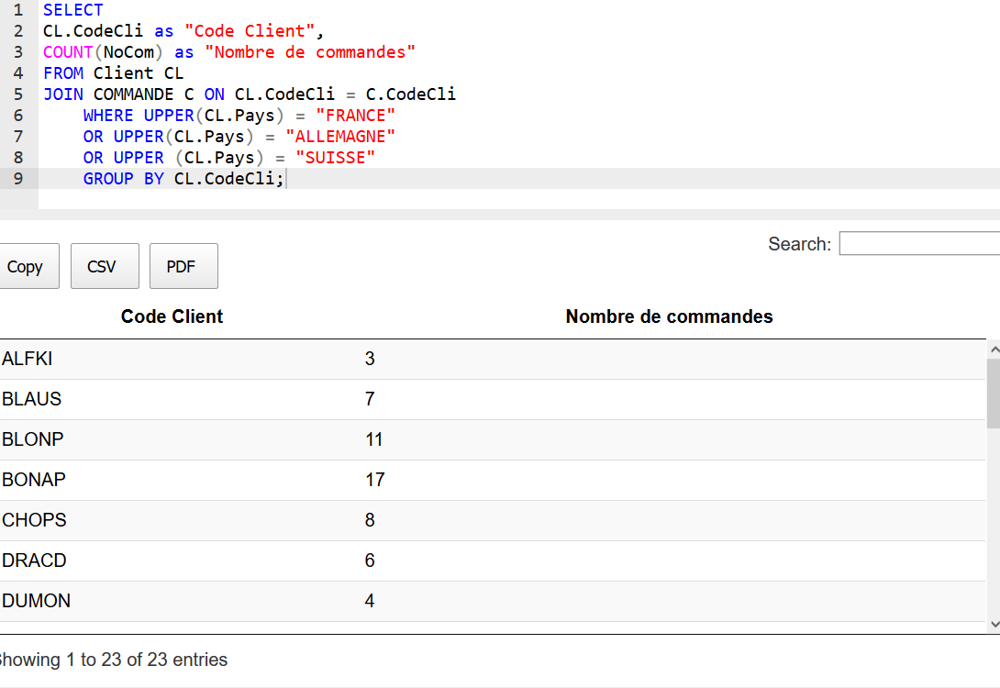 1 SELECT
2 CL.CodeCli as "Code Client",
3 COUNT(NoCom) as "Nombre de commandes"
4 FROM Client CL
5 JOIN COMMANDE C ON CL.CodeCli = C.CodeCli
6 WHERE UPPER(CL.Pays) = "FRANCE"
7 OR UPPER(CL.Pays) = "ALLEMAGNE"
8 OR UPPER (CL.Pays) = "SUISSE"
9 GROUP BY CL.CodeCli;
Search:
Copy CSV PDF
Code Client Nombre de commandes
ALFKI 3
BLAUS 7
BLONP 11
BONAP 17
CHOPS 8
DRACD 6
DUMON 4
Showing 1 to 23 of 23 entries